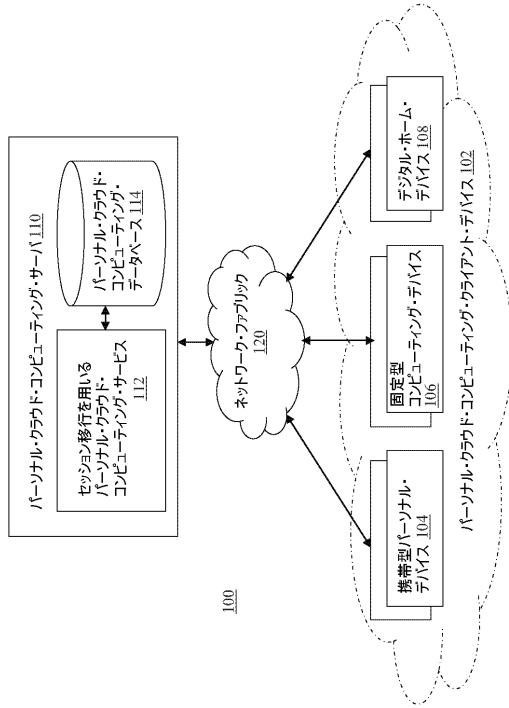 パーソナル・クラウド・コンピューティング・サーバ 110
セッション移行を用いる
パーソナル・クラウド・
コンピューティング・サービス
112
パーソナル・クラウド
コンピューティング・
データベース 114
ネットワーク・ファブリック
120
100
携帯型パーソナル・
デバイス 104
固定型
コンピューティング・デバイス
106
デジタル・ホーム・
デバイス 108
パーソナル・クラウド・コンピューティング・クライアント・デバイス 102